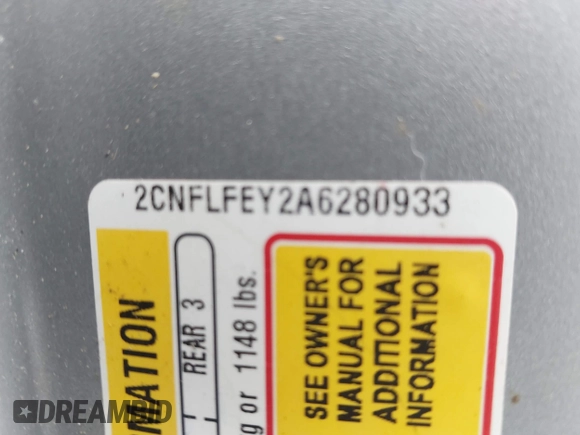 2CNFLFEY2A6280933
MATION
REAR 3
g or 1148 lbs.
SEE OWNER'S
MANUAL FOR
ADDITIONAL
INFORMATION
DREAMBID